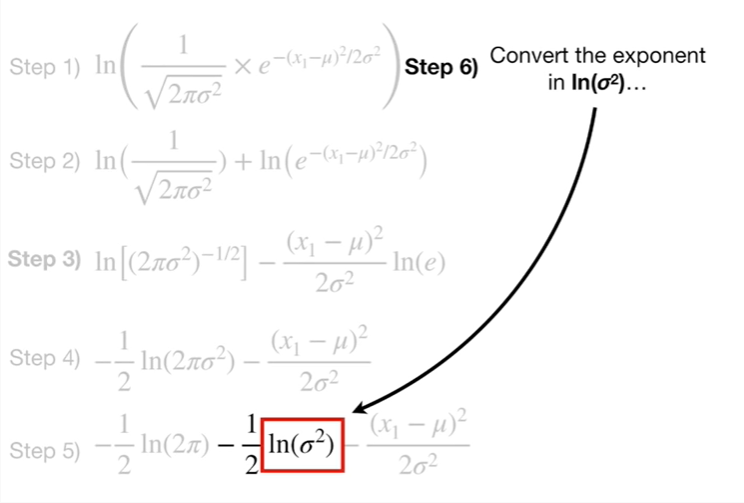 Step 1) ln(1/√(2πσ²) × e^(−(x₁−μ)²/2σ²))
Step 6) Convert the exponent
in ln(σ²)…
Step 2) ln(1/√(2πσ²)) + ln(e^(−(x₁−μ)²/2σ²))
Step 3) ln[(2πσ²)^(−1/2)] − (x₁ − μ)²/2σ² ln(e)
Step 4) −1/2 ln(2πσ²) − (x₁ − μ)²/2σ²
Step 5) −1/2 ln(2π) − 1/2 ln(σ²) − (x₁ − μ)²/2σ²